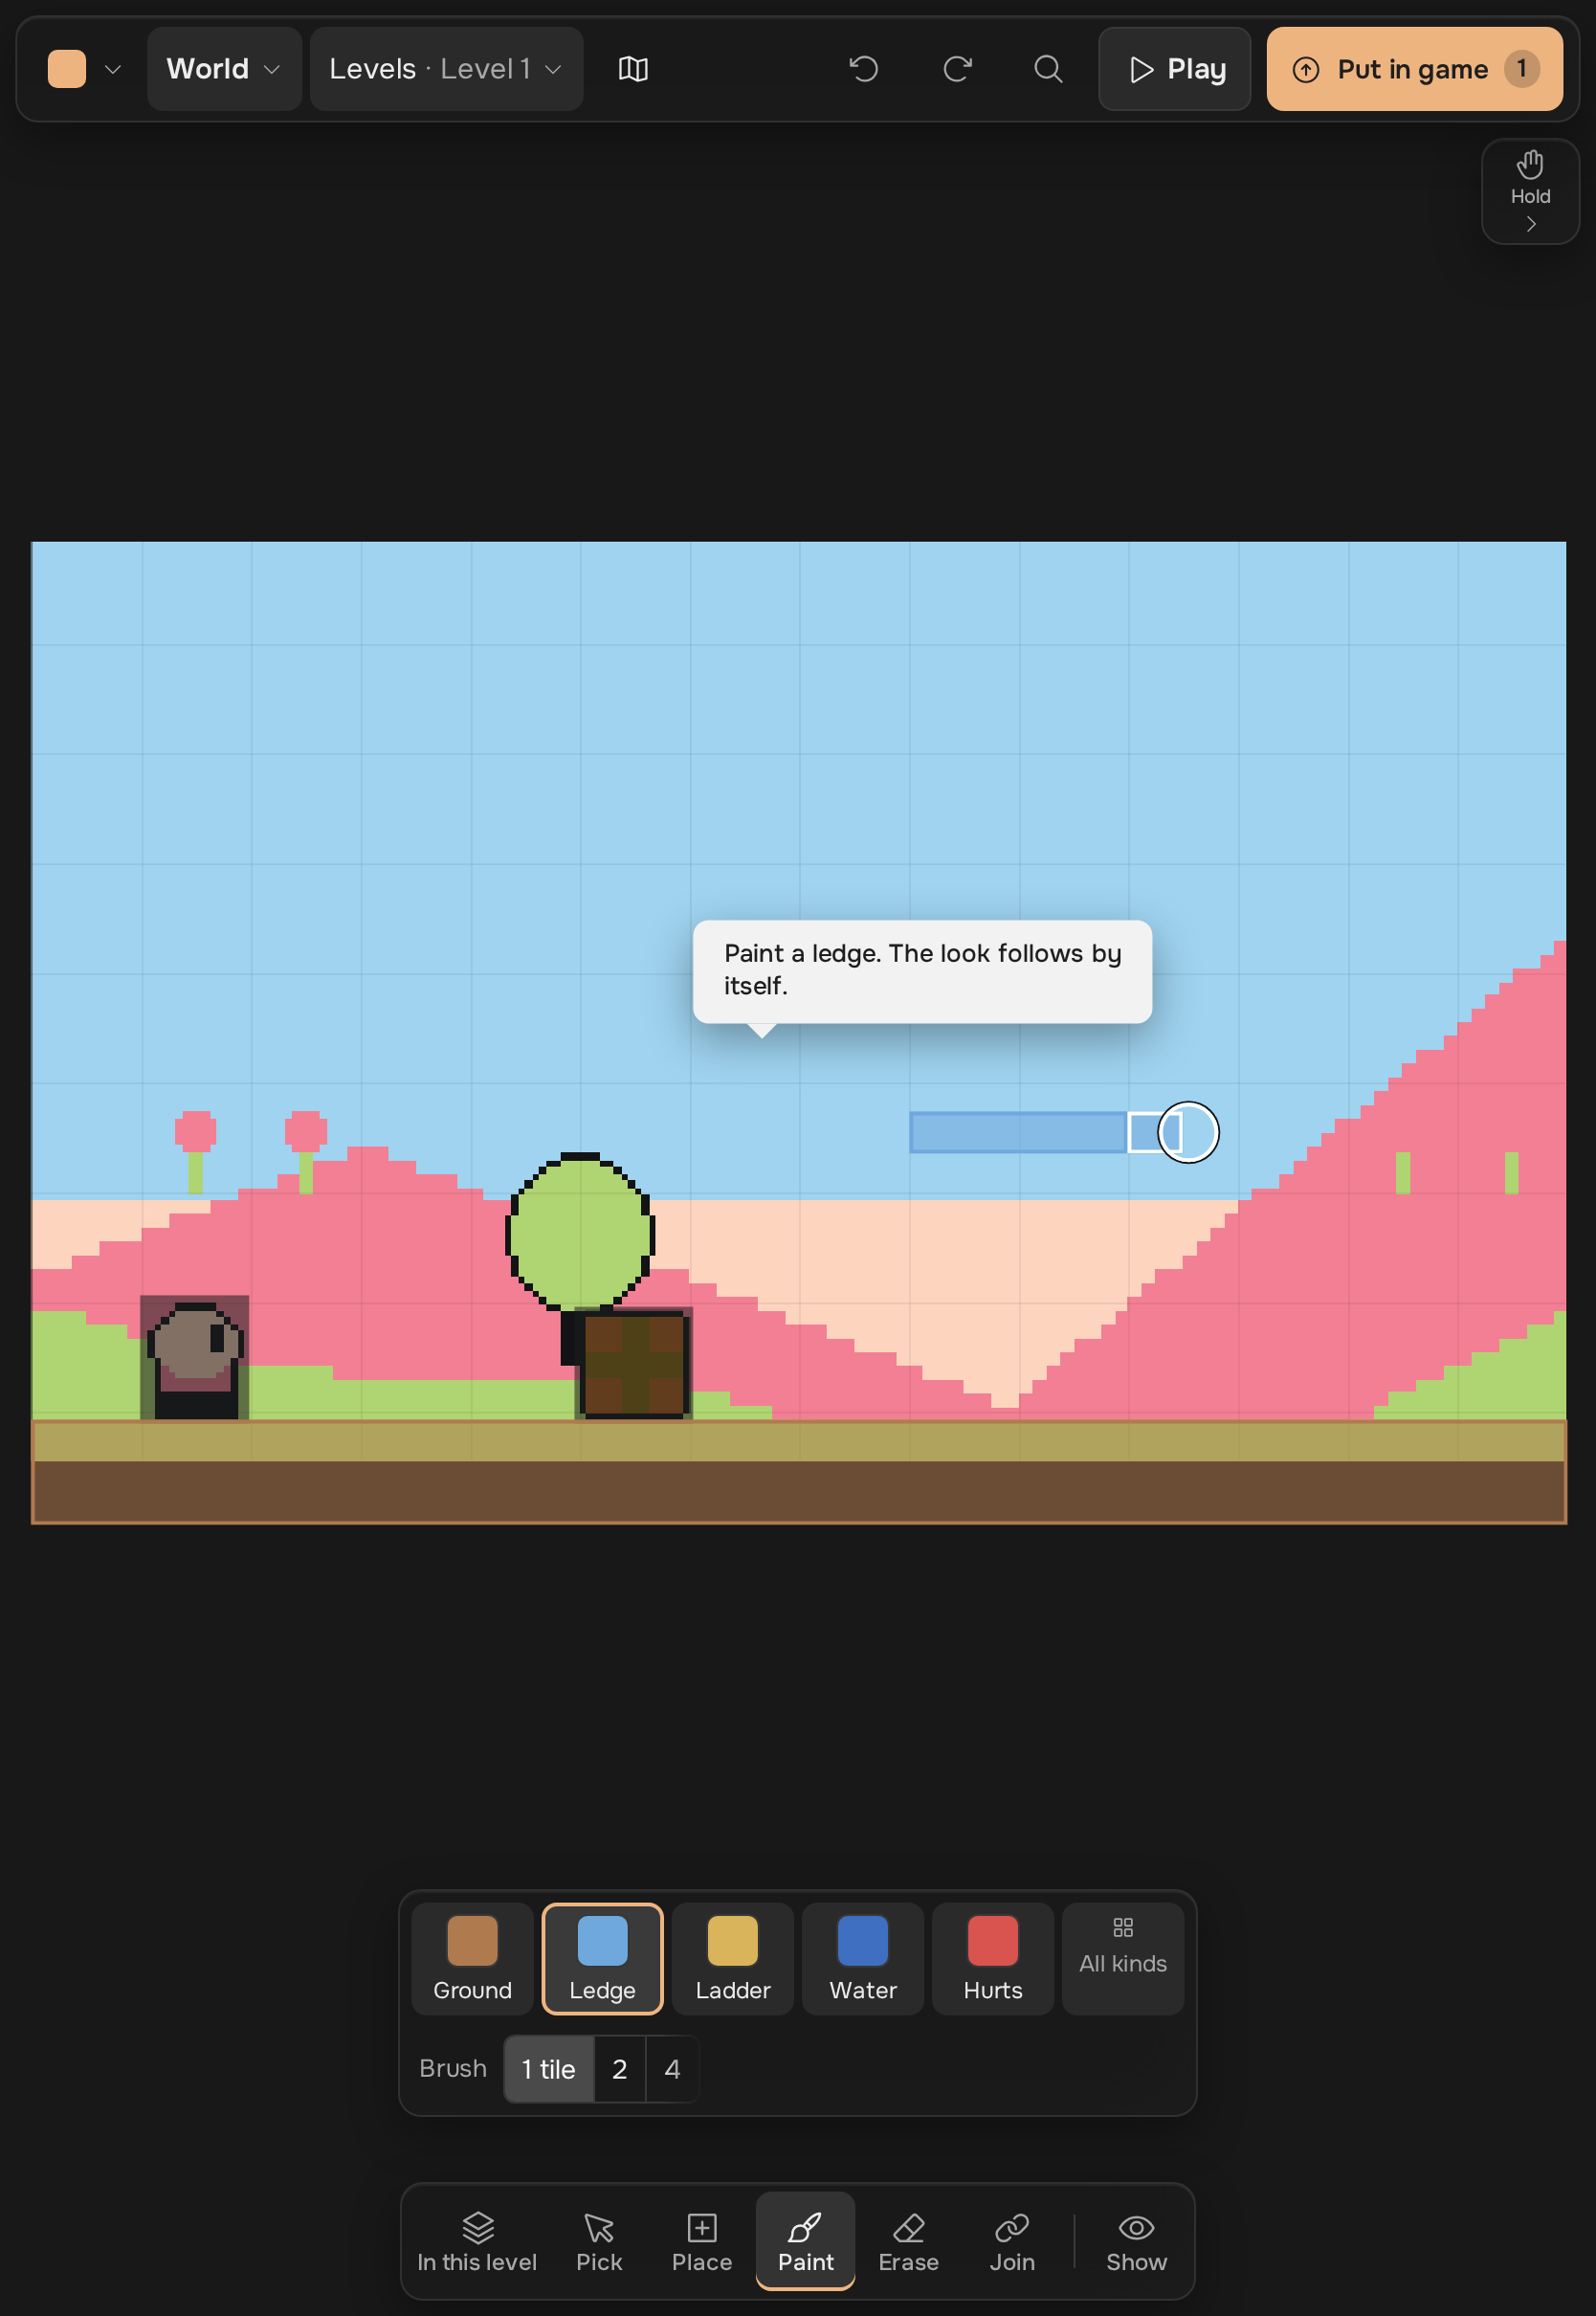 World
Levels · Level 1
Play
Put in game 1
Hold
Paint a ledge. The look follows by
itself.
Ground
Ledge
Ladder
Water
Hurts
All kinds
Brush
1 tile
2
4
In this level
Pick
Place
Paint
Erase
Join
Show